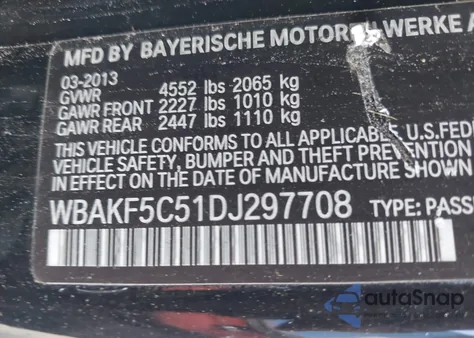 MFD BY BAYERISCHE MOTOREN WERKE A
03-2013
GVWR 4552 lbs 2065 kg
GAWR FRONT 2227 lbs 1010 kg
GAWR REAR 2447 lbs 1110 kg
THIS VEHICLE CONFORMS TO ALL APPLICABLE U.S.FED
VEHICLE SAFETY, BUMPER AND THEFT PREVENTION
IN EFFECT ON THE DATE OF MANUFACTURE SHOWN
WBAKF5C51DJ297708 TYPE: PASS
autoSnap